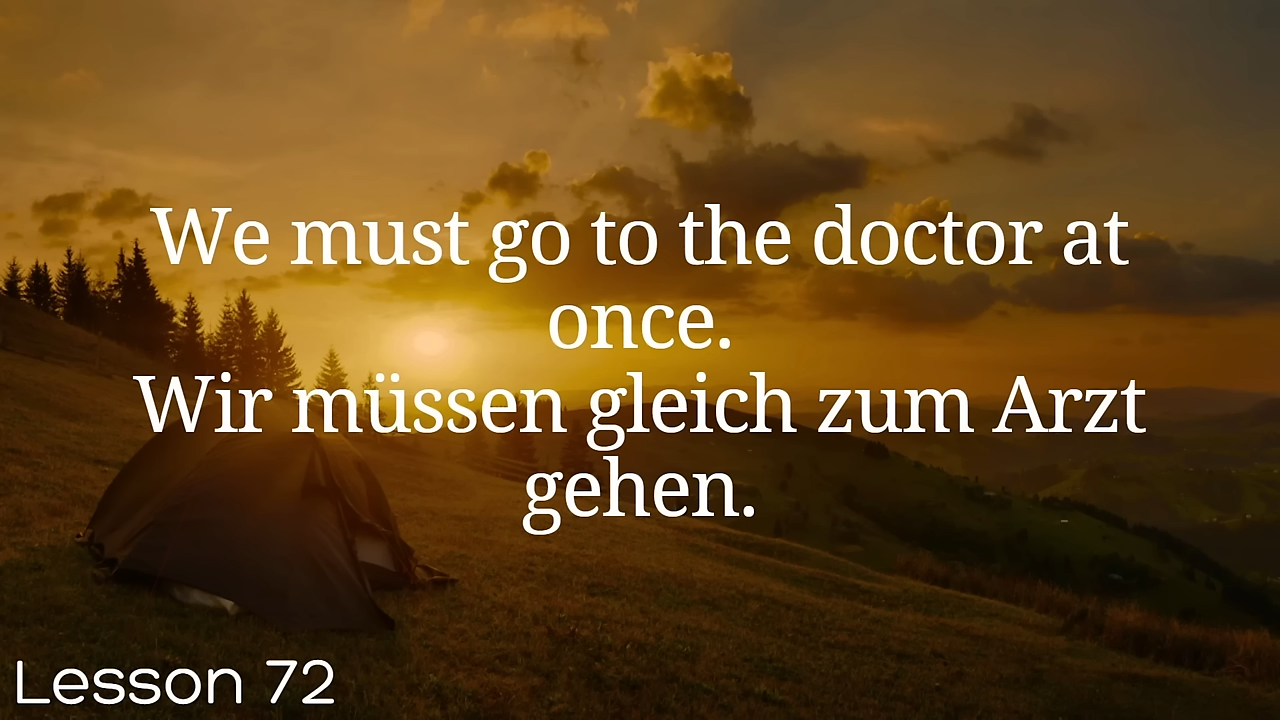 We must go to the doctor at
once.
Wir müssen gleich zum Arzt
gehen.
Lesson 72